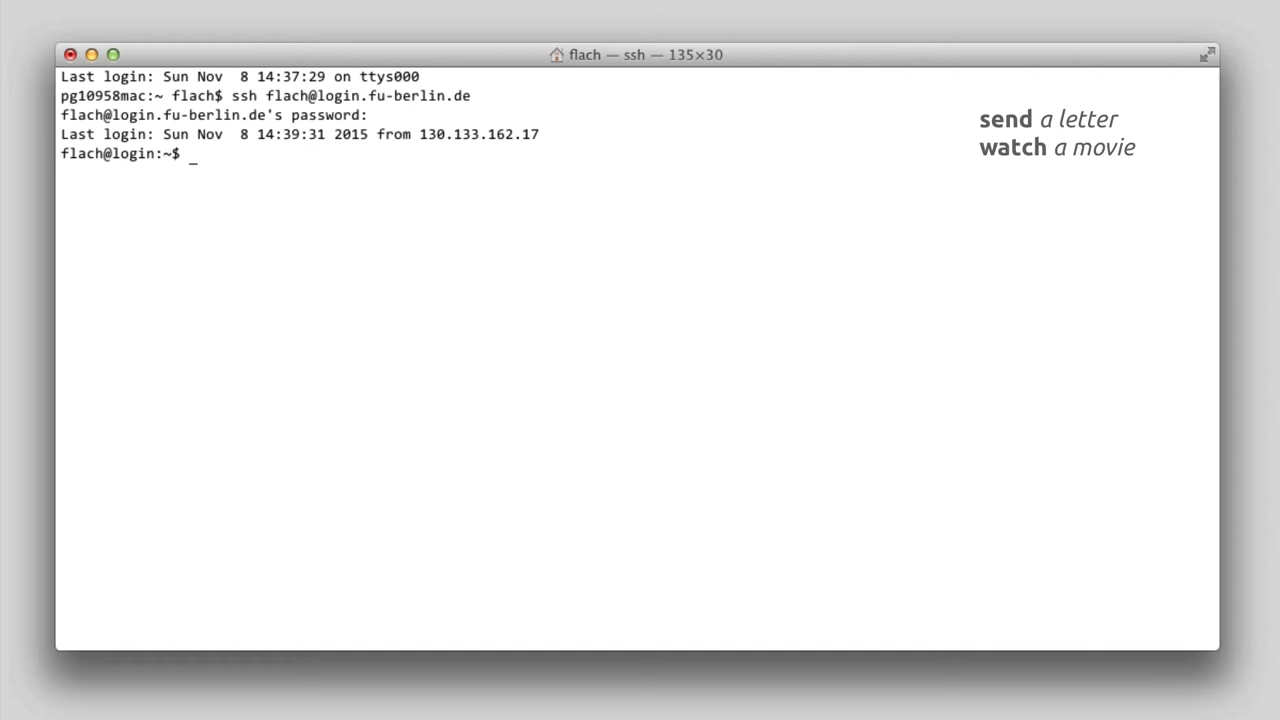 flach — ssh — 135×30
Last login: Sun Nov  8 14:37:29 on ttys000
pg10958mac:~ flach$ ssh flach@login.fu-berlin.de
flach@login.fu-berlin.de's password:
Last login: Sun Nov  8 14:39:31 2015 from 130.133.162.17
flach@login:~$ _
send a letter
watch a movie